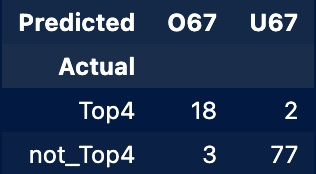 Predicted O67 U67
Actual
Top4 18 2
not_Top4 3 77